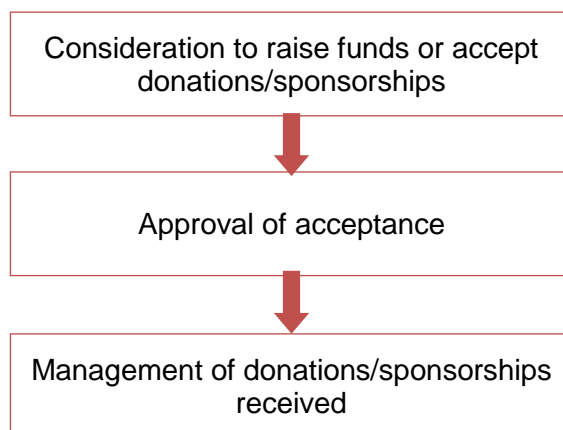 Consideration to raise funds or accept
donations/sponsorships
Approval of acceptance
Management of donations/sponsorships
received